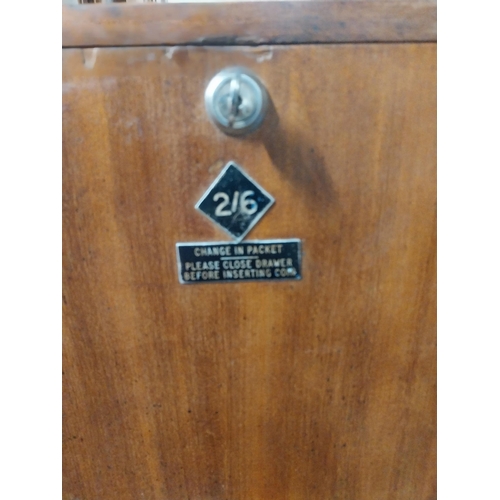 2/6
CHANGE IN PACKET
PLEASE CLOSE DRAWER
BEFORE INSERTING COIN